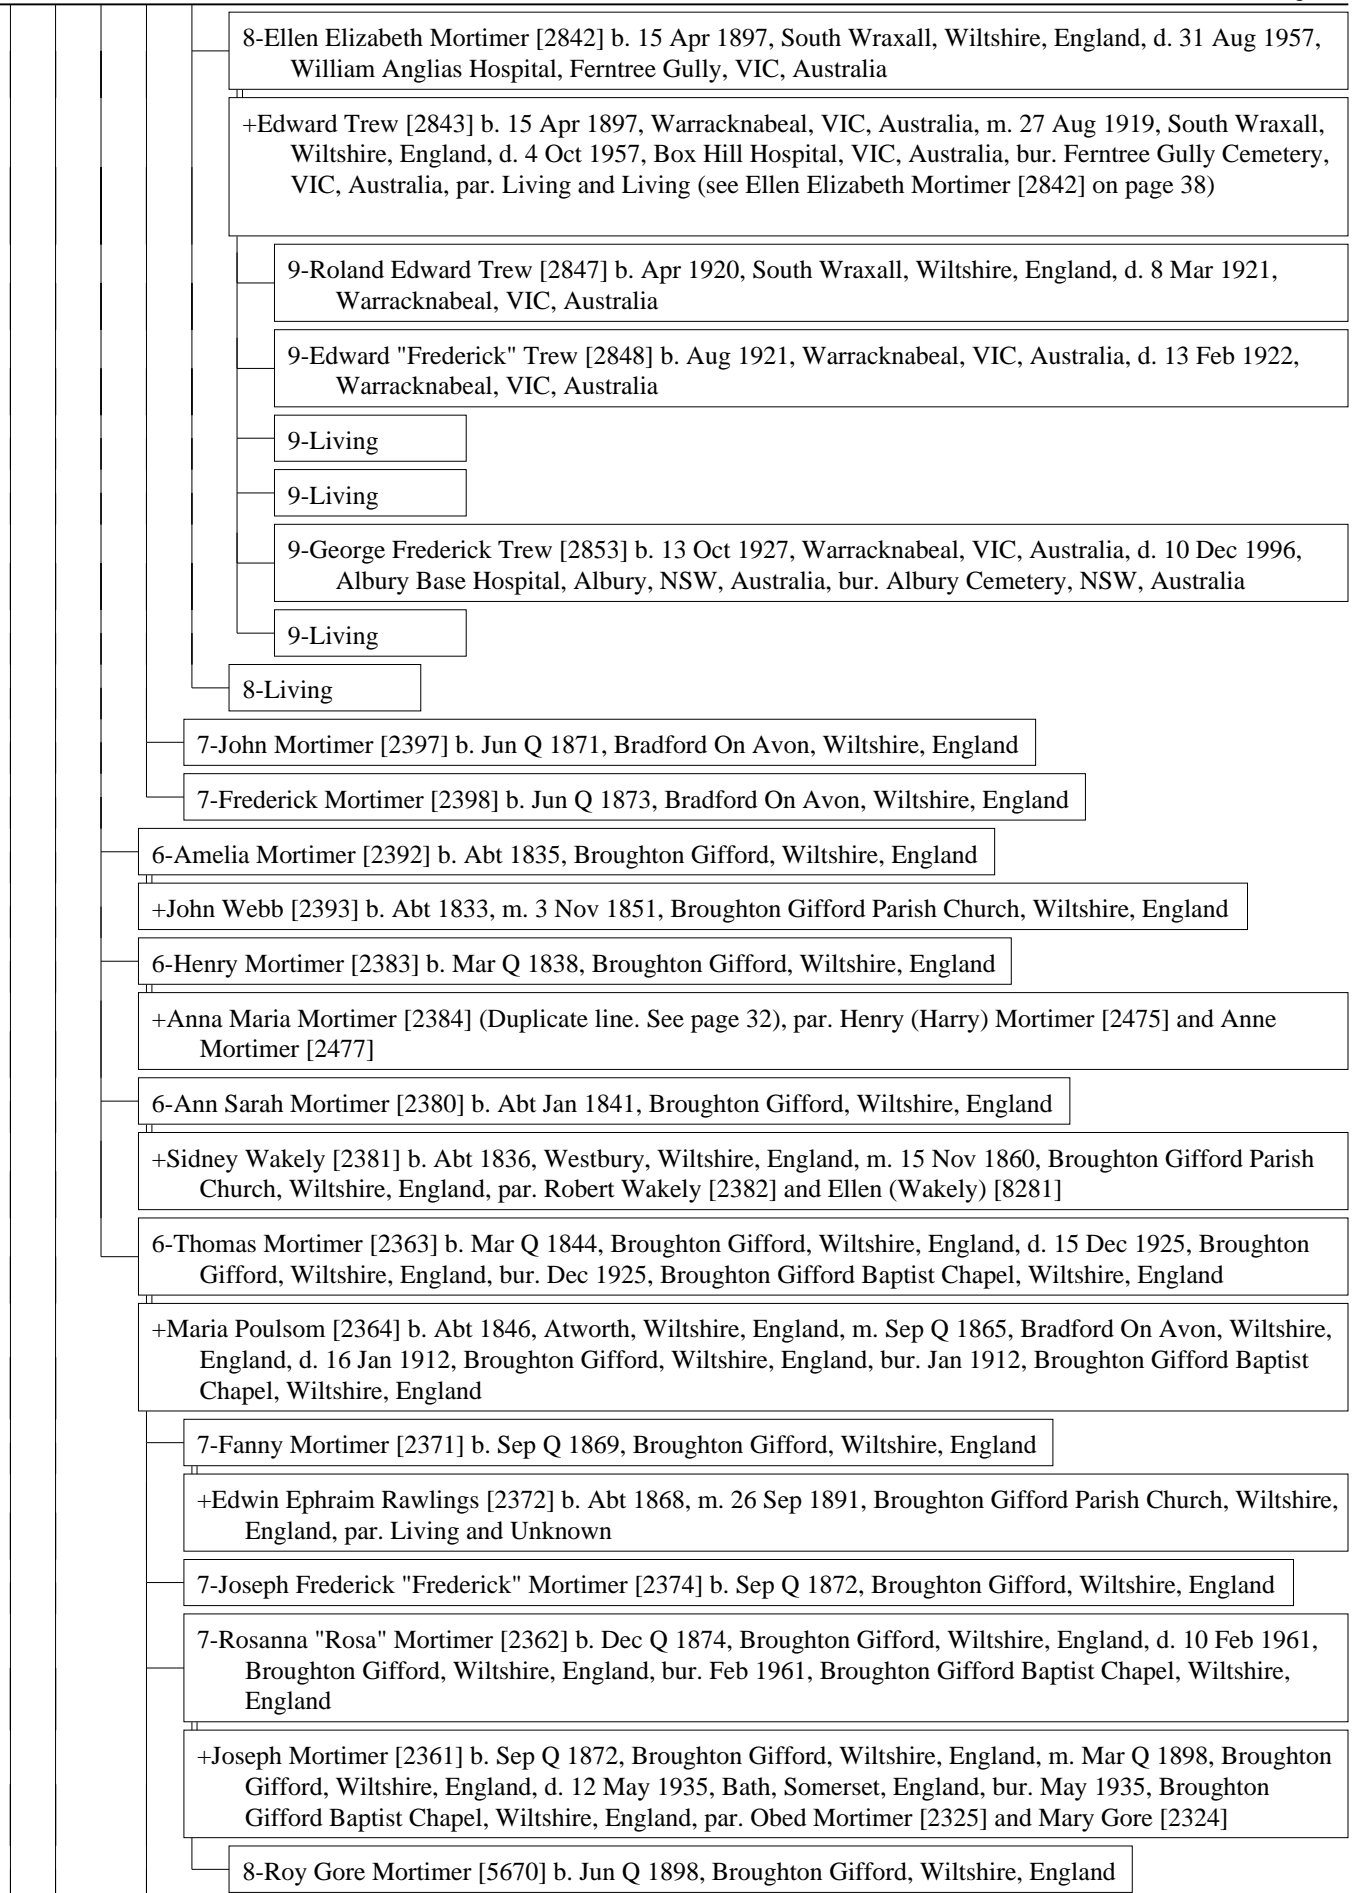 8-Ellen Elizabeth Mortimer [2842] b. 15 Apr 1897, South Wraxall, Wiltshire, England, d. 31 Aug 1957,
William Anglias Hospital, Ferntree Gully, VIC, Australia
+Edward Trew [2843] b. 15 Apr 1897, Warracknabeal, VIC, Australia, m. 27 Aug 1919, South Wraxall,
Wiltshire, England, d. 4 Oct 1957, Box Hill Hospital, VIC, Australia, bur. Ferntree Gully Cemetery,
VIC, Australia, par. Living and Living (see Ellen Elizabeth Mortimer [2842] on page 38)
9-Roland Edward Trew [2847] b. Apr 1920, South Wraxall, Wiltshire, England, d. 8 Mar 1921,
Warracknabeal, VIC, Australia
9-Edward "Frederick" Trew [2848] b. Aug 1921, Warracknabeal, VIC, Australia, d. 13 Feb 1922,
Warracknabeal, VIC, Australia
9-Living
9-Living
9-George Frederick Trew [2853] b. 13 Oct 1927, Warracknabeal, VIC, Australia, d. 10 Dec 1996,
Albury Base Hospital, Albury, NSW, Australia, bur. Albury Cemetery, NSW, Australia
9-Living
8-Living
7-John Mortimer [2397] b. Jun Q 1871, Bradford On Avon, Wiltshire, England
7-Frederick Mortimer [2398] b. Jun Q 1873, Bradford On Avon, Wiltshire, England
6-Amelia Mortimer [2392] b. Abt 1835, Broughton Gifford, Wiltshire, England
+John Webb [2393] b. Abt 1833, m. 3 Nov 1851, Broughton Gifford Parish Church, Wiltshire, England
6-Henry Mortimer [2383] b. Mar Q 1838, Broughton Gifford, Wiltshire, England
+Anna Maria Mortimer [2384] (Duplicate line. See page 32), par. Henry (Harry) Mortimer [2475] and Anne
Mortimer [2477]
6-Ann Sarah Mortimer [2380] b. Abt Jan 1841, Broughton Gifford, Wiltshire, England
+Sidney Wakely [2381] b. Abt 1836, Westbury, Wiltshire, England, m. 15 Nov 1860, Broughton Gifford Parish
Church, Wiltshire, England, par. Robert Wakely [2382] and Ellen (Wakely) [8281]
6-Thomas Mortimer [2363] b. Mar Q 1844, Broughton Gifford, Wiltshire, England, d. 15 Dec 1925, Broughton
Gifford, Wiltshire, England, bur. Dec 1925, Broughton Gifford Baptist Chapel, Wiltshire, England
+Maria Poulsom [2364] b. Abt 1846, Atworth, Wiltshire, England, m. Sep Q 1865, Bradford On Avon, Wiltshire,
England, d. 16 Jan 1912, Broughton Gifford, Wiltshire, England, bur. Jan 1912, Broughton Gifford Baptist
Chapel, Wiltshire, England
7-Fanny Mortimer [2371] b. Sep Q 1869, Broughton Gifford, Wiltshire, England
+Edwin Ephraim Rawlings [2372] b. Abt 1868, m. 26 Sep 1891, Broughton Gifford Parish Church, Wiltshire,
England, par. Living and Unknown
7-Joseph Frederick "Frederick" Mortimer [2374] b. Sep Q 1872, Broughton Gifford, Wiltshire, England
7-Rosanna "Rosa" Mortimer [2362] b. Dec Q 1874, Broughton Gifford, Wiltshire, England, d. 10 Feb 1961,
Broughton Gifford, Wiltshire, England, bur. Feb 1961, Broughton Gifford Baptist Chapel, Wiltshire,
England
+Joseph Mortimer [2361] b. Sep Q 1872, Broughton Gifford, Wiltshire, England, m. Mar Q 1898, Broughton
Gifford, Wiltshire, England, d. 12 May 1935, Bath, Somerset, England, bur. May 1935, Broughton
Gifford Baptist Chapel, Wiltshire, England, par. Obed Mortimer [2325] and Mary Gore [2324]
8-Roy Gore Mortimer [5670] b. Jun Q 1898, Broughton Gifford, Wiltshire, England